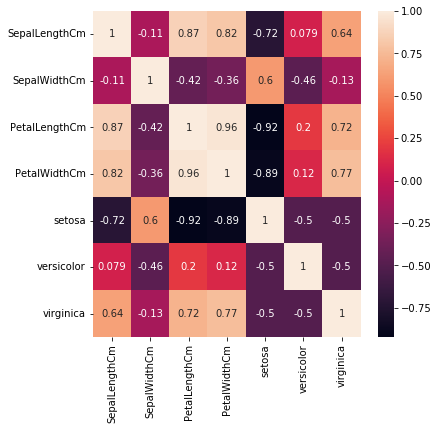 SepalLengthCm 1 -0.11 0.87 0.82 -0.72 0.079 0.64
SepalWidthCm -0.11 1 -0.42 -0.36 0.6 -0.46 -0.13
PetalLengthCm 0.87 -0.42 1 0.96 -0.92 0.2 0.72
PetalWidthCm 0.82 -0.36 0.96 1 -0.89 0.12 0.77
setosa -0.72 0.6 -0.92 -0.89 1 -0.5 -0.5
versicolor 0.079 -0.46 0.2 0.12 -0.5 1 -0.5
virginica 0.64 -0.13 0.72 0.77 -0.5 -0.5 1
SepalLengthCm
SepalWidthCm
PetalLengthCm
PetalWidthCm
setosa
versicolor
virginica
1.00
0.75
0.50
0.25
0.00
−0.25
−0.50
−0.75